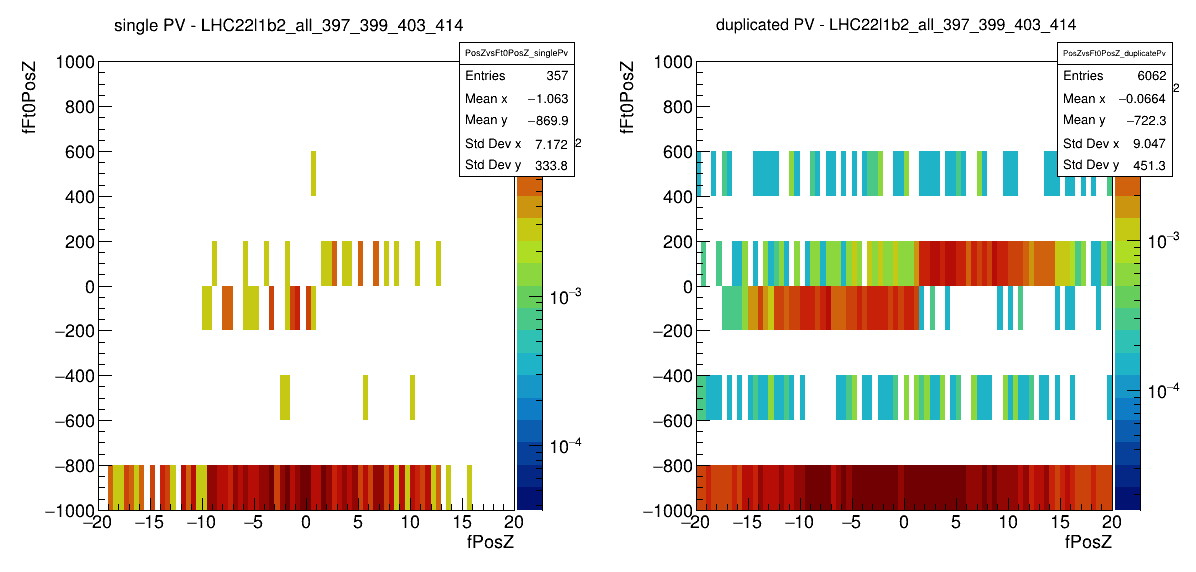 single PV - LHC22l1b2_all_397_399_403_414
PosZvsFt0PosZ_singlePv
Entries 357
Mean x −1.063
Mean y −869.9
Std Dev x 7.172
Std Dev y 333.8
2
fFt0PosZ
1000
800
600
400
200
0
−200
−400
−600
−800
−1000
−20 −15 −10 −5 0 5 10 15 20
fPosZ
10−3
10−4
duplicated PV - LHC22l1b2_all_397_399_403_414
PosZvsFt0PosZ_duplicatePv
Entries 6062
Mean x −0.0664
Mean y −722.3
Std Dev x 9.047
Std Dev y 451.3
2
fFt0PosZ
1000
800
600
400
200
0
−200
−400
−600
−800
−1000
−20 −15 −10 −5 0 5 10 15 20
fPosZ
10−3
10−4